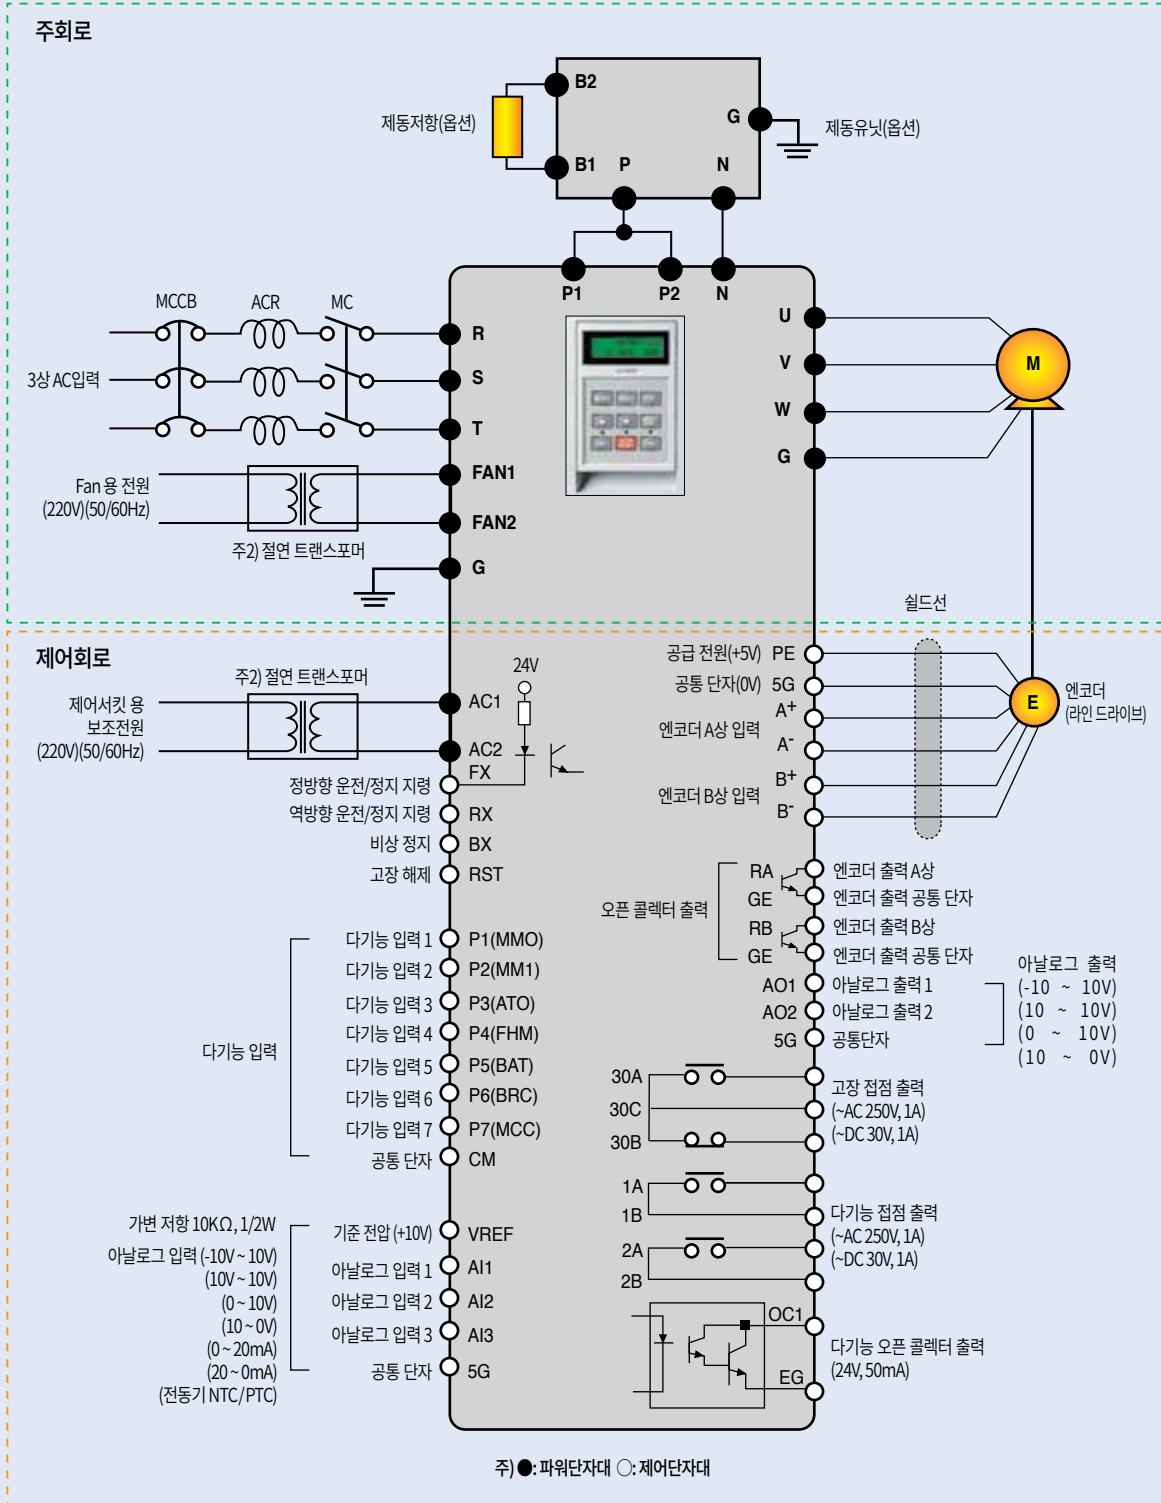 주회로
B2
제동저항(옵션)
G
제동유닛(옵션)
B1 P N
P1 P2 N
MCCB ACR MC
R
S
T
3상 AC입력
FAN1
Fan 용 전원
(220V)(50/60Hz)
FAN2
주2) 절연 트랜스포머
G
U
V
W
G
M
쉴드선
제어회로
주2) 절연 트랜스포머
제어서킷 용
보조전원
(220V)(50/60Hz)
24V
AC1
AC2
정방향 운전/정지 지령 FX
역방향 운전/정지 지령 RX
비상 정지 BX
고장 해제 RST
다기능 입력
다기능 입력 1 P1(MMO)
다기능 입력 2 P2(MM1)
다기능 입력 3 P3(ATO)
다기능 입력 4 P4(FHM)
다기능 입력 5 P5(BAT)
다기능 입력 6 P6(BRC)
다기능 입력 7 P7(MCC)
공통 단자 CM
가변 저항 10KΩ, 1/2W
아날로그 입력 (-10V ~ 10V)
(10V ~ 10V)
(0 ~ 10V)
(10 ~ 0V)
(0 ~ 20mA)
(20 ~ 0mA)
(전동기 NTC/PTC)
기준 전압 (+10V) VREF
아날로그 입력 1 AI1
아날로그 입력 2 AI2
아날로그 입력 3 AI3
공통 단자 5G
공급 전원(+5V) PE
공통 단자(0V) 5G
엔코더 A상 입력
A+
A-
엔코더 B상 입력
B+
B-
E
엔코더
(라인 드라이브)
오픈 콜렉터 출력
RA 엔코더 출력 A상
GE 엔코더 출력 공통 단자
RB 엔코더 출력 B상
GE 엔코더 출력 공통 단자
AO1 아날로그 출력 1
AO2 아날로그 출력 2
5G 공통단자
아날로그 출력
(-10 ~ 10V)
(10 ~ 10V)
(0 ~ 10V)
(10 ~ 0V)
30A
30C
30B
고장 접점 출력
(~AC 250V, 1A)
(~DC 30V, 1A)
1A
1B
2A
2B
다기능 접점 출력
(~AC 250V, 1A)
(~DC 30V, 1A)
OC1
EG
다기능 오픈 콜렉터 출력
(24V, 50mA)
주) ●: 파워단자대 ○: 제어단자대